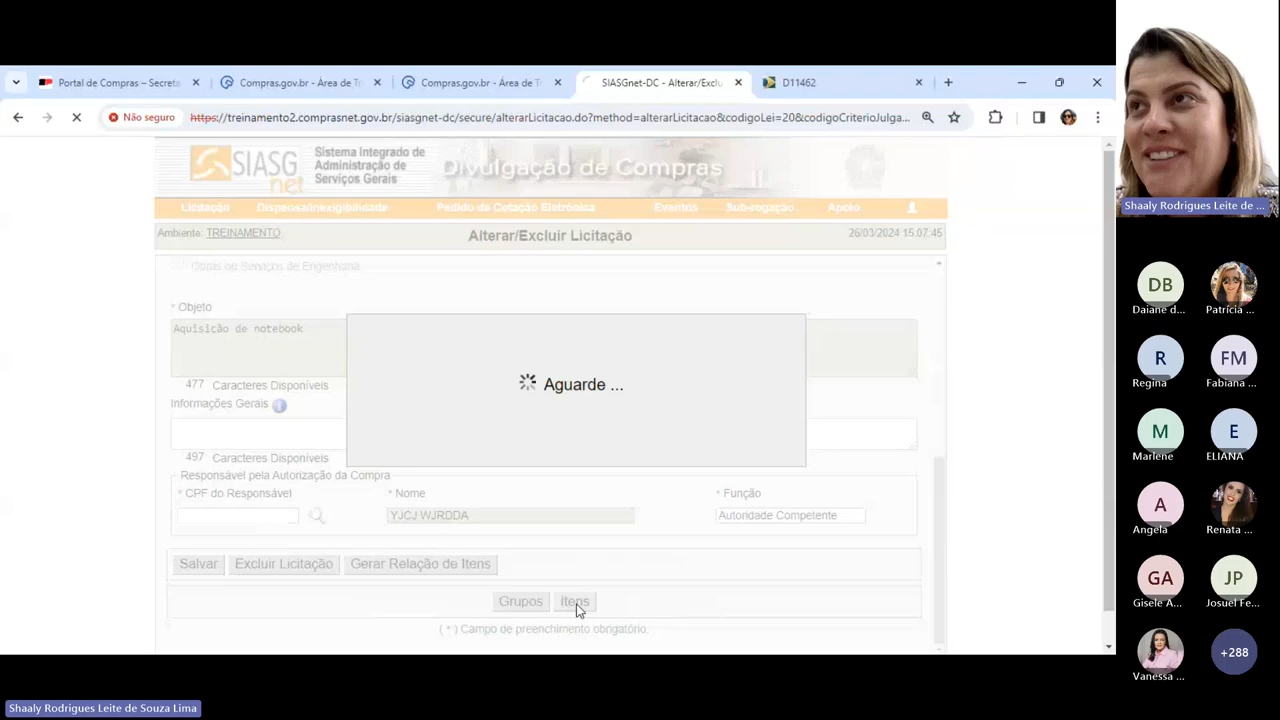 Portal de Compras – Secreta
Compras.gov.br - Área de Tr
Compras.gov.br - Área de Tr
SIASGnet-DC - Alterar/Exclu
D11462
Não seguro
https://treinamento2.comprasnet.gov.br/siasgnet-dc/secure/alterarLicitacao.do?method=alterarLicitacao&codigoLei=20&codigoCriterioJulga...
SIASG
net
Sistema Integrado de
Administração de
Serviços Gerais
Divulgação de Compras
Licitação
Dispensa/Inexigibilidade
Pedido de Cotação Eletrônica
Eventos
Sub-rogação
Apoio
Ambiente: TREINAMENTO
Alterar/Excluir Licitação
26/03/2024 15:07:45
Obras ou Serviços de Engenharia
* Objeto
Aquisição de notebook
477 Caracteres Disponíveis
Informações Gerais
497 Caracteres Disponíveis
Aguarde ...
Responsável pela Autorização da Compra
* CPF do Responsável
* Nome
* Função
YJCJ WJRDDA
Autoridade Competente
Salvar
Excluir Licitação
Gerar Relação de Itens
Grupos
Itens
( * ) Campo de preenchimento obrigatório.
Shaaly Rodrigues Leite de ...
DB
Daiane d...
Patrícia ...
R
Regina
FM
Fabiana ...
M
Marlene
E
ELIANA
A
Angela
Renata ...
GA
Gisele A...
JP
Josuel Fe...
Vanessa ...
+288
Shaaly Rodrigues Leite de Souza Lima